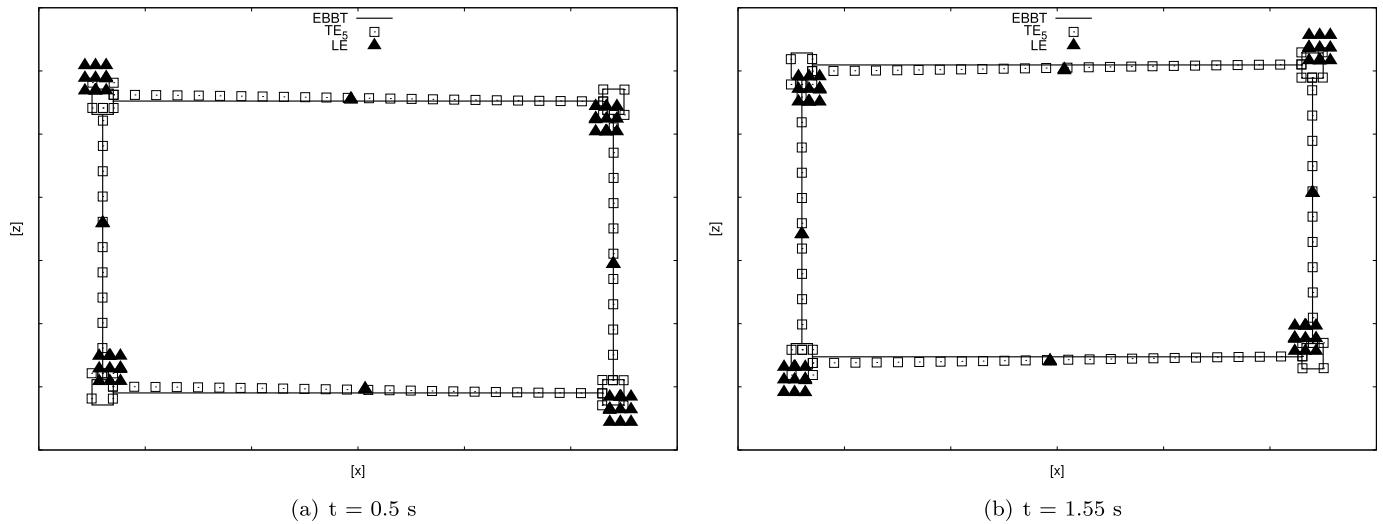 EBBT
TE5
LE
[z]
[x]
(a) t = 0.5 s
EBBT
TE5
LE
[z]
[x]
(b) t = 1.55 s